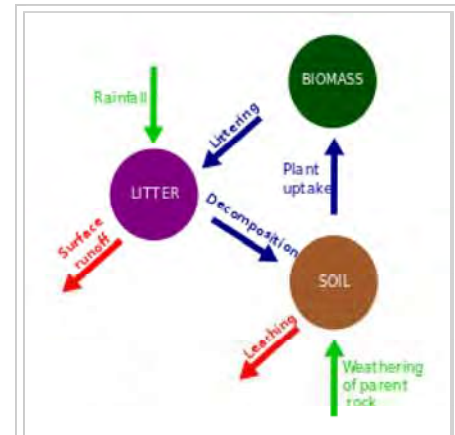 BIOMASS
Rainfall
Littering
Plant
uptake
LITTER
Decomposition
Surface
runoff
SOIL
Leaching
Weathering
of parent
rock